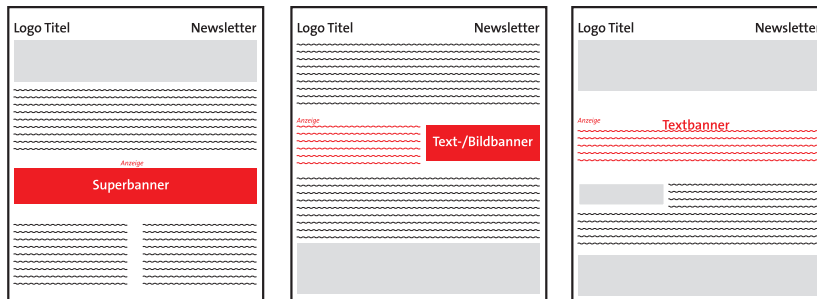 Logo Titel Newsletter
Anzeige
Superbanner
Logo Titel Newsletter
Anzeige
Text-/Bildbanner
Logo Titel Newsletter
Anzeige
Textbanner